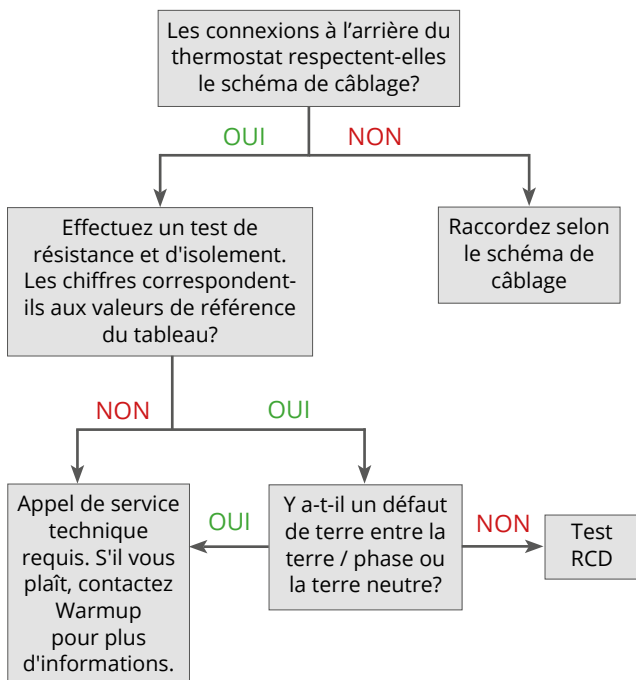 Les connexions à l’arrière du
thermostat respectent-elles
le schéma de câblage?
OUI
NON
Effectuez un test de
résistance et d'isolement.
Les chiffres correspondent-
ils aux valeurs de référence
du tableau?
Raccordez selon
le schéma de
câblage
NON
OUI
Appel de service
technique
requis. S'il vous
plaît, contactez
Warmup
pour plus
d'informations.
OUI
Y a-t-il un défaut
de terre entre la
terre / phase ou
la terre neutre?
NON
Test
RCD